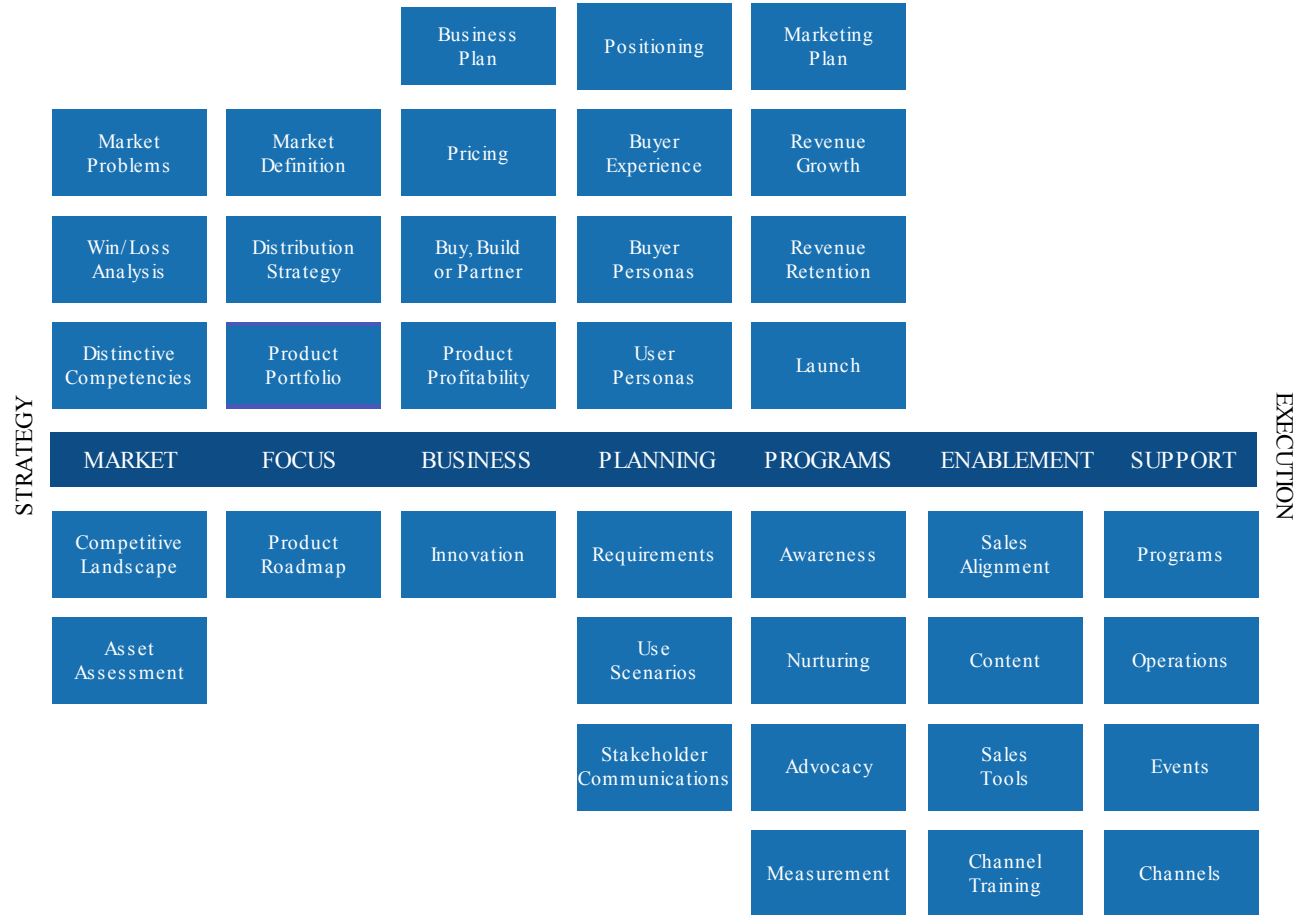 Business
Plan
Positioning
Marketing
Plan
Market
Problems
Market
Definition
Pricing
Buyer
Experience
Revenue
Growth
Win/Loss
Analysis
Distribution
Strategy
Buy, Build
or Partner
Buyer
Personas
Revenue
Retention
Distinctive
Competencies
Product
Portfolio
Product
Profitability
User
Personas
Launch
STRATEGY
MARKET
FOCUS
BUSINESS
PLANNING
PROGRAMS
ENABLEMENT
SUPPORT
EXECUTION
Competitive
Landscape
Product
Roadmap
Innovation
Requirements
Awareness
Sales
Alignment
Programs
Asset
Assessment
Use
Scenarios
Nurturing
Content
Operations
Stakeholder
Communications
Advocacy
Sales
Tools
Events
Measurement
Channel
Training
Channels